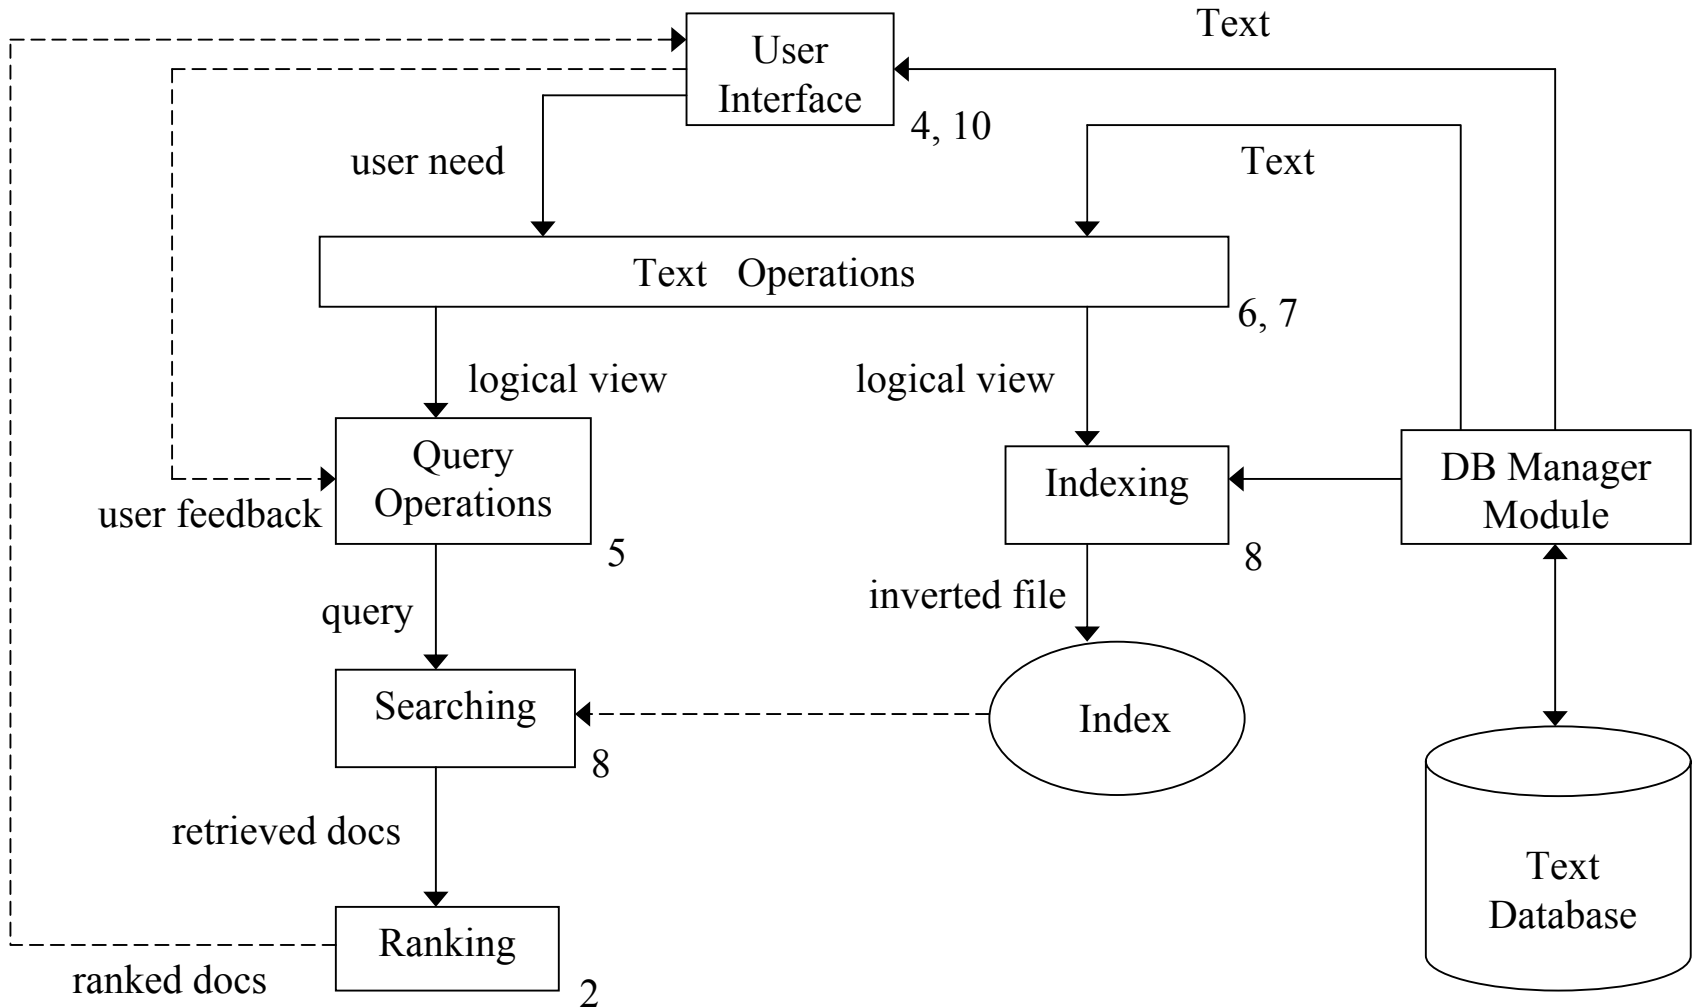 Text
User
Interface
4, 10
user need
Text
Text Operations
6, 7
logical view
logical view
Query
Operations
Indexing
DB Manager
Module
user feedback
5
8
query
inverted file
Searching
Index
8
retrieved docs
Text
Database
Ranking
ranked docs
2